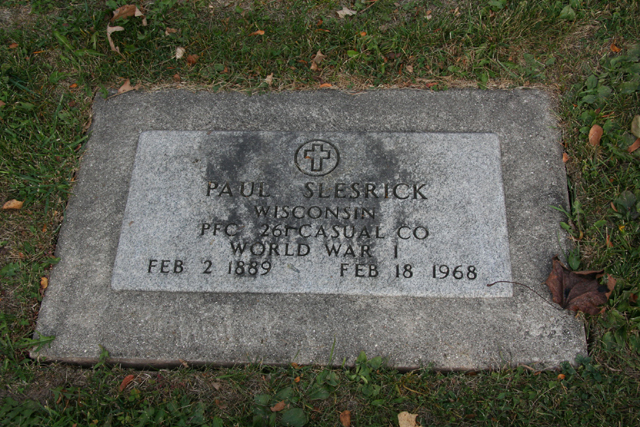 PAUL SLESRICK
WISCONSIN
PFC 261 CASUAL CO
WORLD WAR I
FEB 2 1889 FEB 18 1968